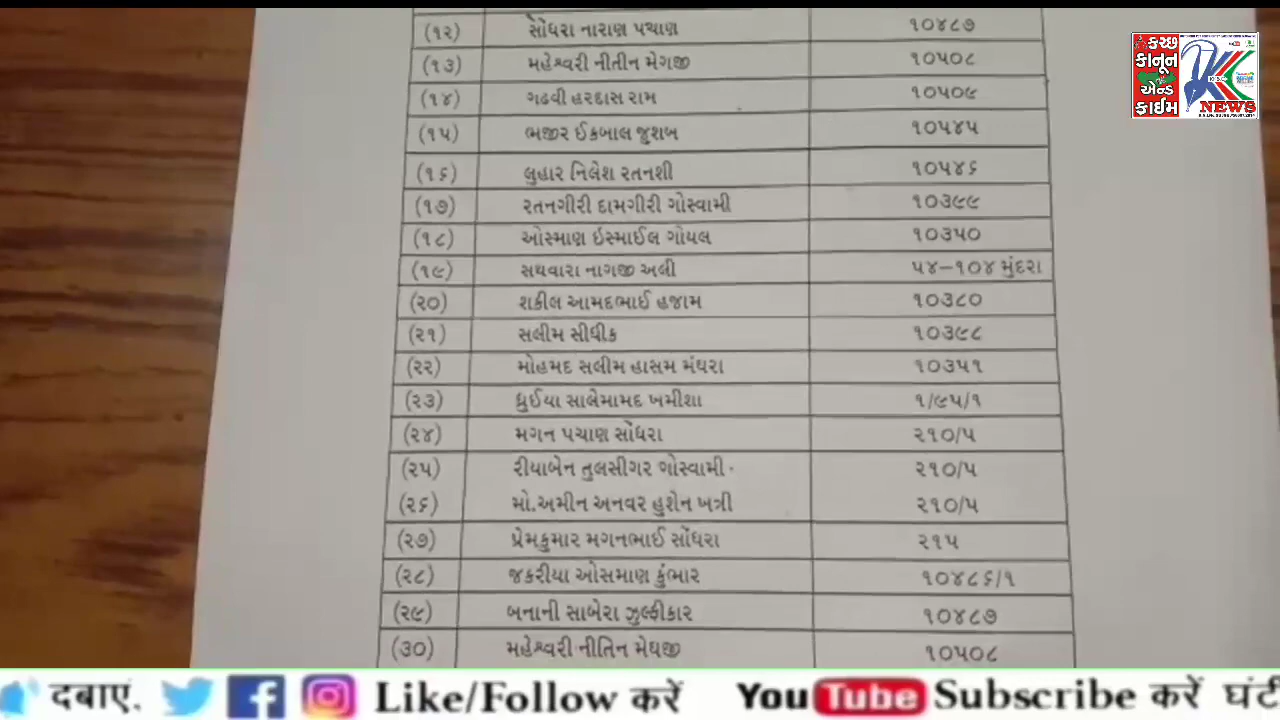 (૧૨) સોંધરા નારાણ પચાણ ૧૦૪૮૭
(૧૩) મહેશ્વરી નીતીન મેગજી ૧૦૫૦૮
(૧૪) ગઢવી હરદાસ રામ ૧૦૫૦૯
(૧૫) ભજીર ઈકબાલ જુશબ ૧૦૫૪૫
(૧૬) લુહાર નિલેશ રતનશી ૧૦૫૪૬
(૧૭) રતનગીરી દામગીરી ગોસ્વામી ૧૦૩૯૯
(૧૮) ઓસ્માણ ઇસ્માઈલ ગોયલ ૧૦૩૫૦
(૧૯) સથવારા નાગજી અલી ૫૪-૧૦૪ મુંદરા
(૨૦) શકીલ આમદભાઈ હજામ ૧૦૩૮૦
(૨૧) સલીમ સીધીક ૧૦૩૯૮
(૨૨) મોહમદ સલીમ હાસમ મંધરા ૧૦૩૫૧
(૨૩) ધુઈયા સાલેમામદ ખમીશા ૧/૯૫/૧
(૨૪) મગન પચાણ સોંધરા ૨૧૦/૫
(૨૫) રીયાબેન તુલસીગર ગોસ્વામી ૨૧૦/૫
(૨૬) મો.અમીન અનવર હુશેન ખત્રી ૨૧૦/૫
(૨૭) પ્રેમકુમાર મગનભાઈ સોંધરા ૨૧૫
(૨૮) જકરીયા ઓસમાણ કુંભાર ૧૦૪૮૬/૧
(૨૯) બનાની સાબેરા ઝુલ્ફીકાર ૧૦૪૮૭
(૩૦) મહેશ્વરી નીતિન મેઘજી ૧૦૫૦૮
કચ્છ
કાનૂન
એન્ડ
ક્રાઈમ
KK
NEWS
दबाएं. Like/Follow करें YouTube Subscribe करें घंटी